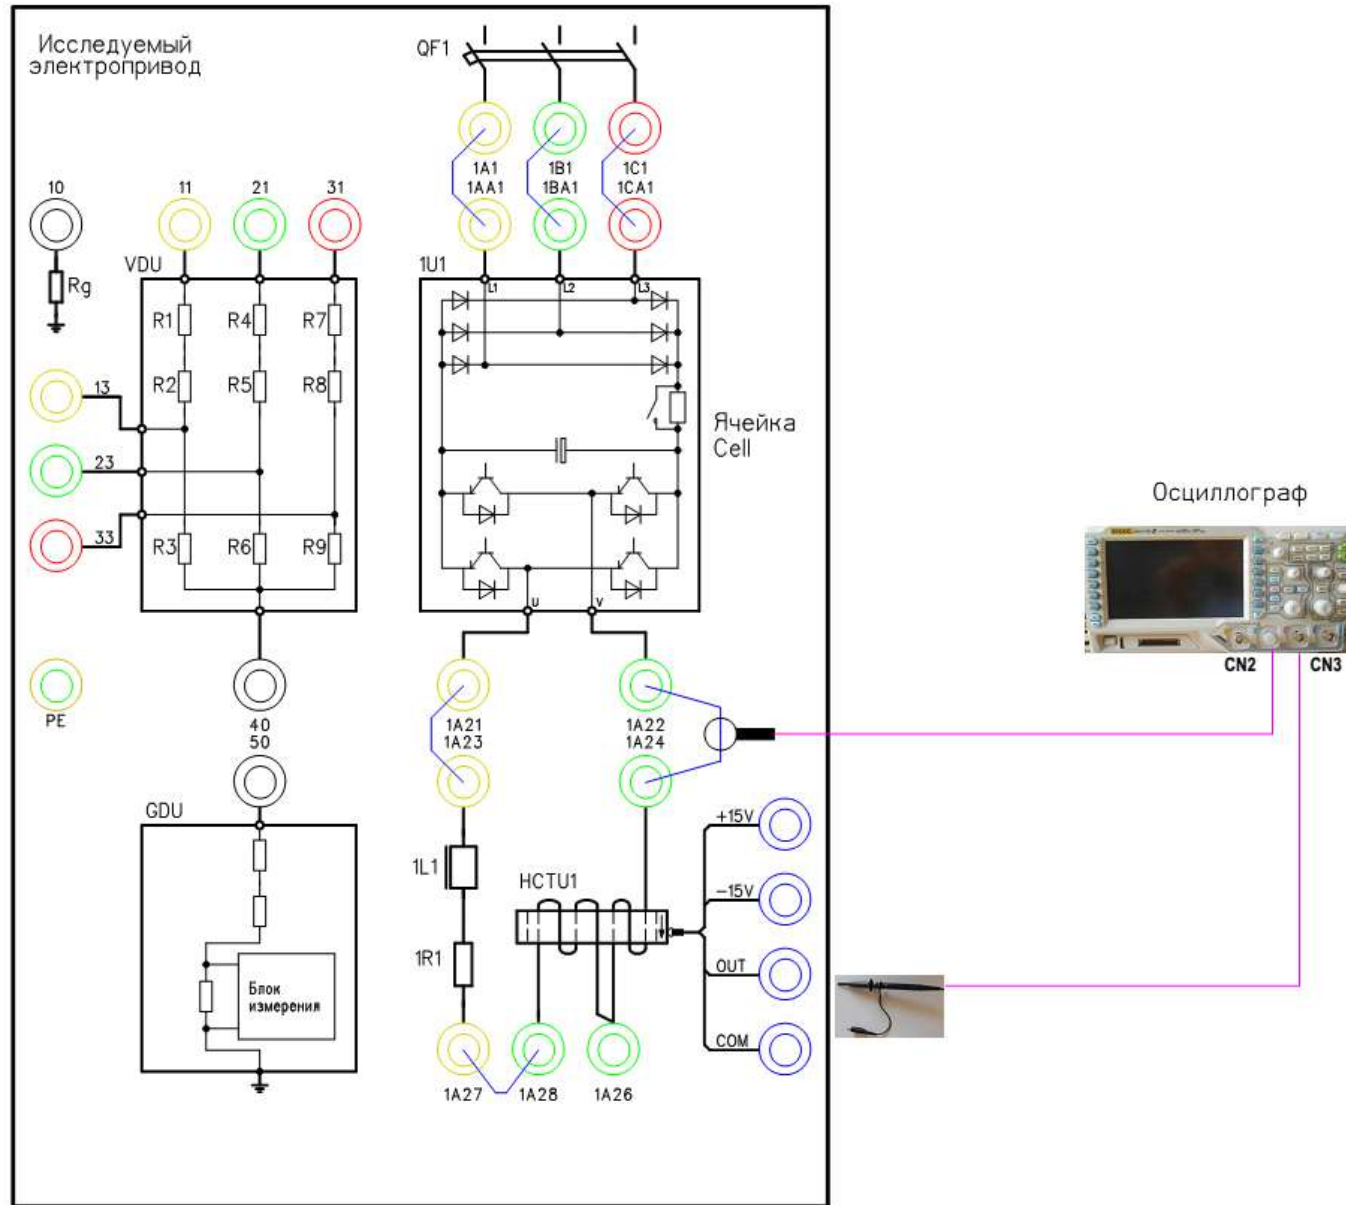 Исследуемый
электропривод
QF1
1A1
1AA1
1B1
1BA1
1C1
1CA1
10
11
21
31
Rg
VDU
R1
R4
R7
R2
R5
R8
R3
R6
R9
13
23
33
PE
40
50
GDU
Блок
измерения
1U1
L1
L2
L3
Ячейка
Cell
U
V
1A21
1A23
1A22
1A24
1L1
1R1
HCTU1
+15V
-15V
OUT
COM
1A27
1A28
1A26
Осциллограф
CN2
CN3